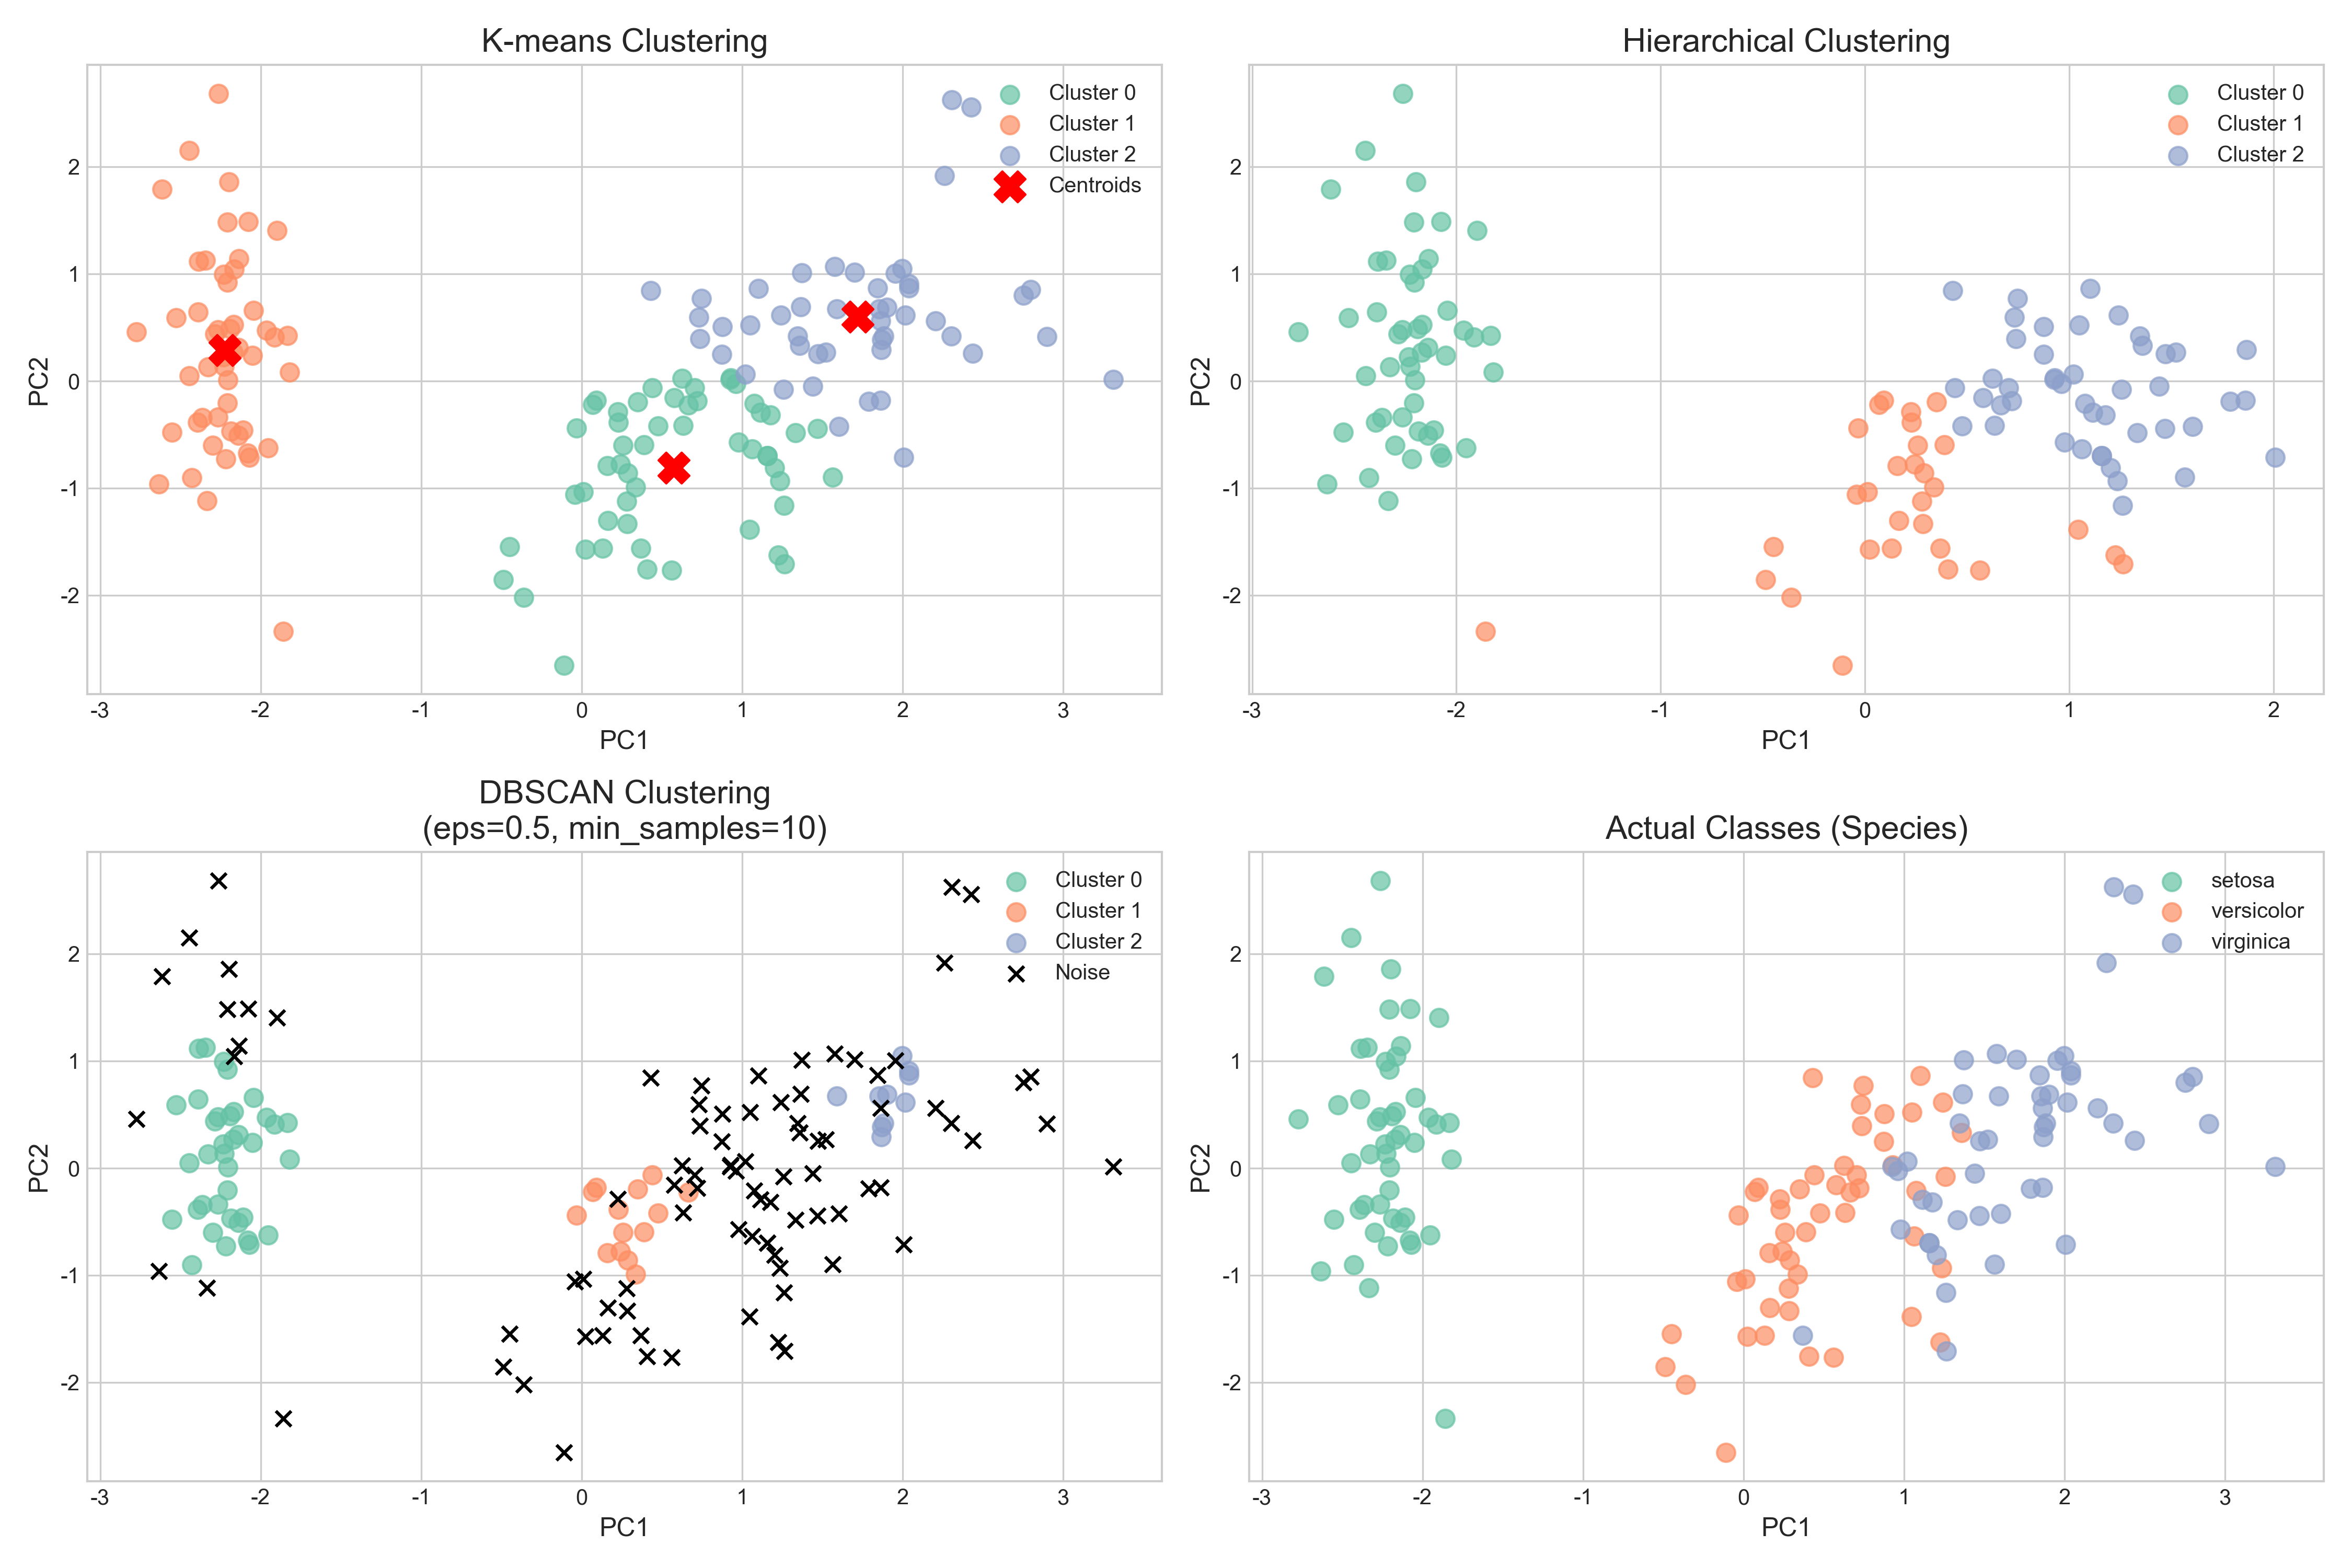 K-means Clustering
Cluster 0
Cluster 1
Cluster 2
Centroids
2
1
0
-1
-2
PC2
-3
-2
-1
0
1
2
3
PC1
Hierarchical Clustering
Cluster 0
Cluster 1
Cluster 2
2
1
0
-1
-2
PC2
-3
-2
-1
0
1
2
PC1
DBSCAN Clustering
(eps=0.5, min_samples=10)
Cluster 0
Cluster 1
Cluster 2
Noise
2
1
0
-1
-2
PC2
-3
-2
-1
0
1
2
3
PC1
Actual Classes (Species)
setosa
versicolor
virginica
2
1
0
-1
-2
PC2
-3
-2
-1
0
1
2
3
PC1